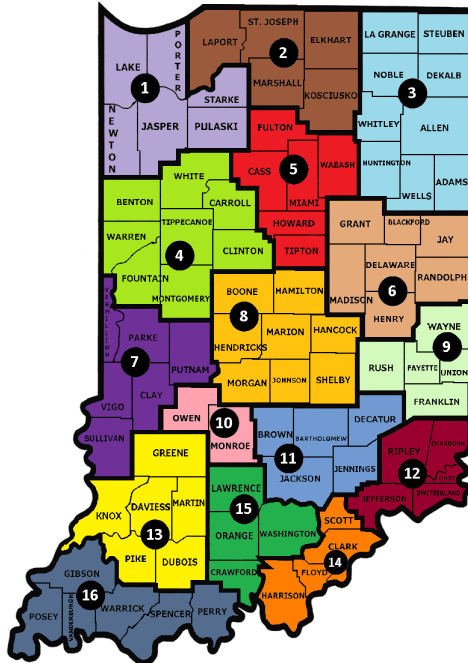 ST. JOSEPH
LAPORT
ELKHART
LA GRANGE
STEUBEN
PORTER
LAKE
1
2
MARSHALL
KOSCIUSKO
NOBLE
DEKALB
3
NEWTON
JASPER
STARKE
PULASKI
WHITLEY
ALLEN
HUNTINGTON
WELLS
ADAMS
FULTON
CASS
5
WABASH
MIAMI
HOWARD
TIPTON
WHITE
BENTON
CARROLL
TIPPECANOE
WARREN
4
CLINTON
FOUNTAIN
MONTGOMERY
GRANT
BLACKFORD
JAY
DELAWARE
RANDOLPH
MADISON
6
HENRY
BOONE
HAMILTON
8
MARION
HANCOCK
HENDRICKS
MORGAN
JOHNSON
SHELBY
VERMILLION
PARKE
7
PUTNAM
CLAY
VIGO
SULLIVAN
WAYNE
9
RUSH
FAYETTE
UNION
FRANKLIN
OWEN
10
MONROE
BROWN
BARTHOLOMEW
DECATUR
11
JENNINGS
JACKSON
RIPLEY
DEARBORN
12
OHIO
JEFFERSON
SWITZERLAND
GREENE
KNOX
DAVIESS
MARTIN
13
PIKE
DUBOIS
LAWRENCE
15
ORANGE
WASHINGTON
CRAWFORD
SCOTT
CLARK
FLOYD
14
HARRISON
GIBSON
16
POSEY
VANDERBURGH
WARRICK
SPENCER
PERRY